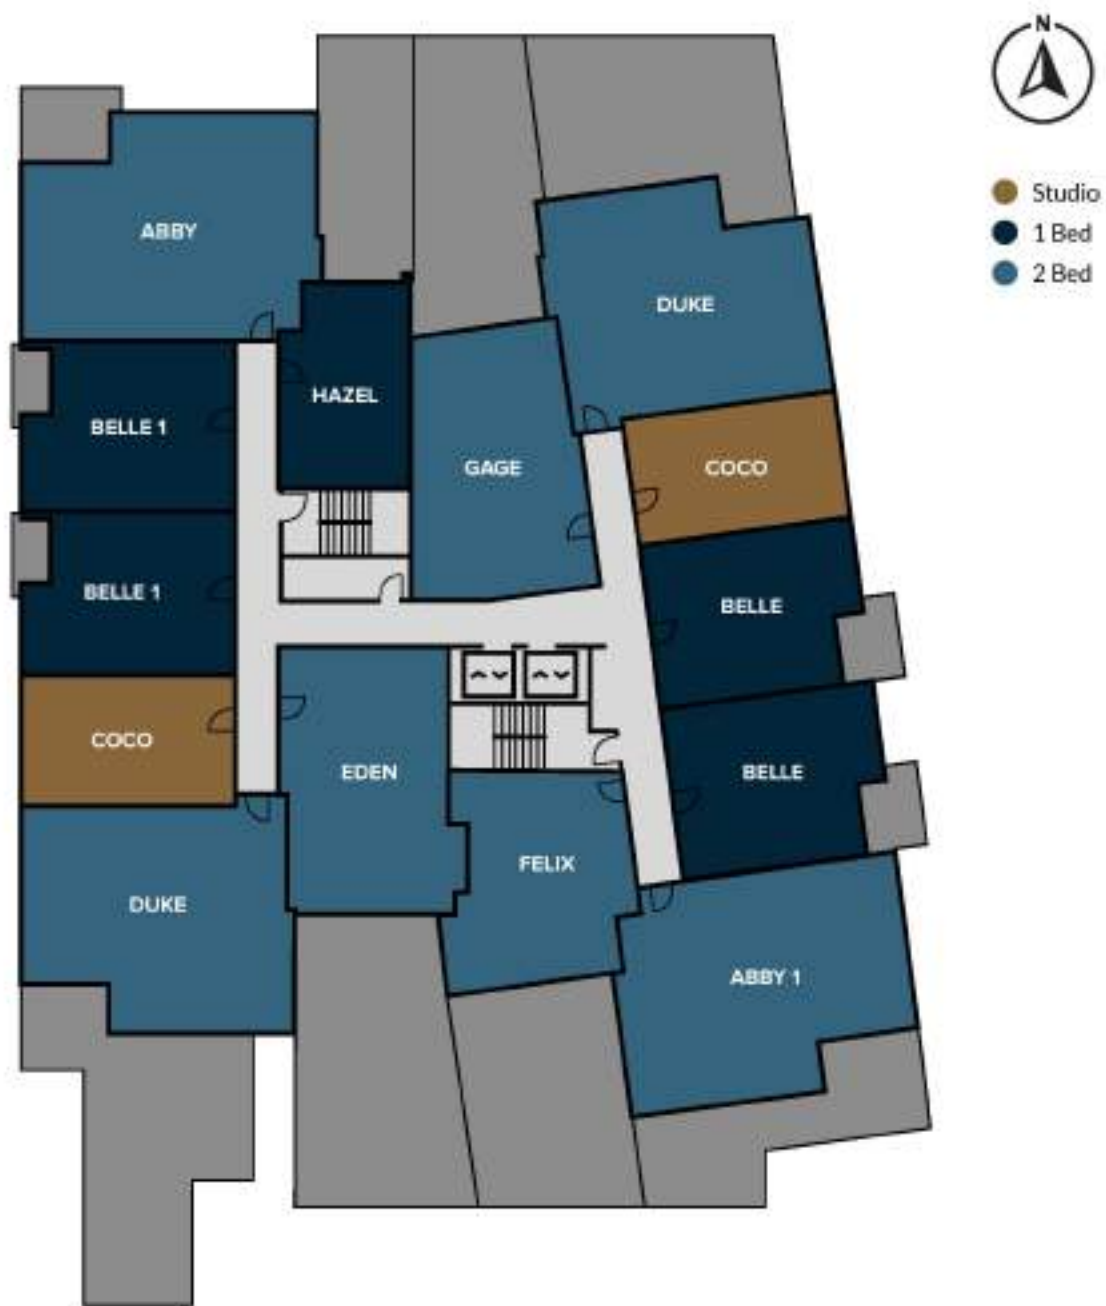 N
Studio
1 Bed
2 Bed
ABBY
DUKE
HAZEL
BELLE 1
GAGE
COCO
BELLE 1
BELLE
COCO
EDEN
BELLE
FELIX
DUKE
ABBY 1